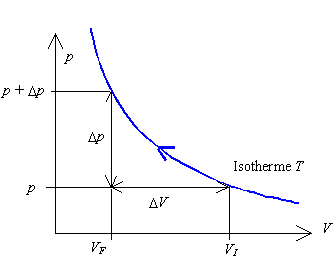 p
p + Δp
Δp
Isotherme T
p
ΔV
V
V_F
V_I